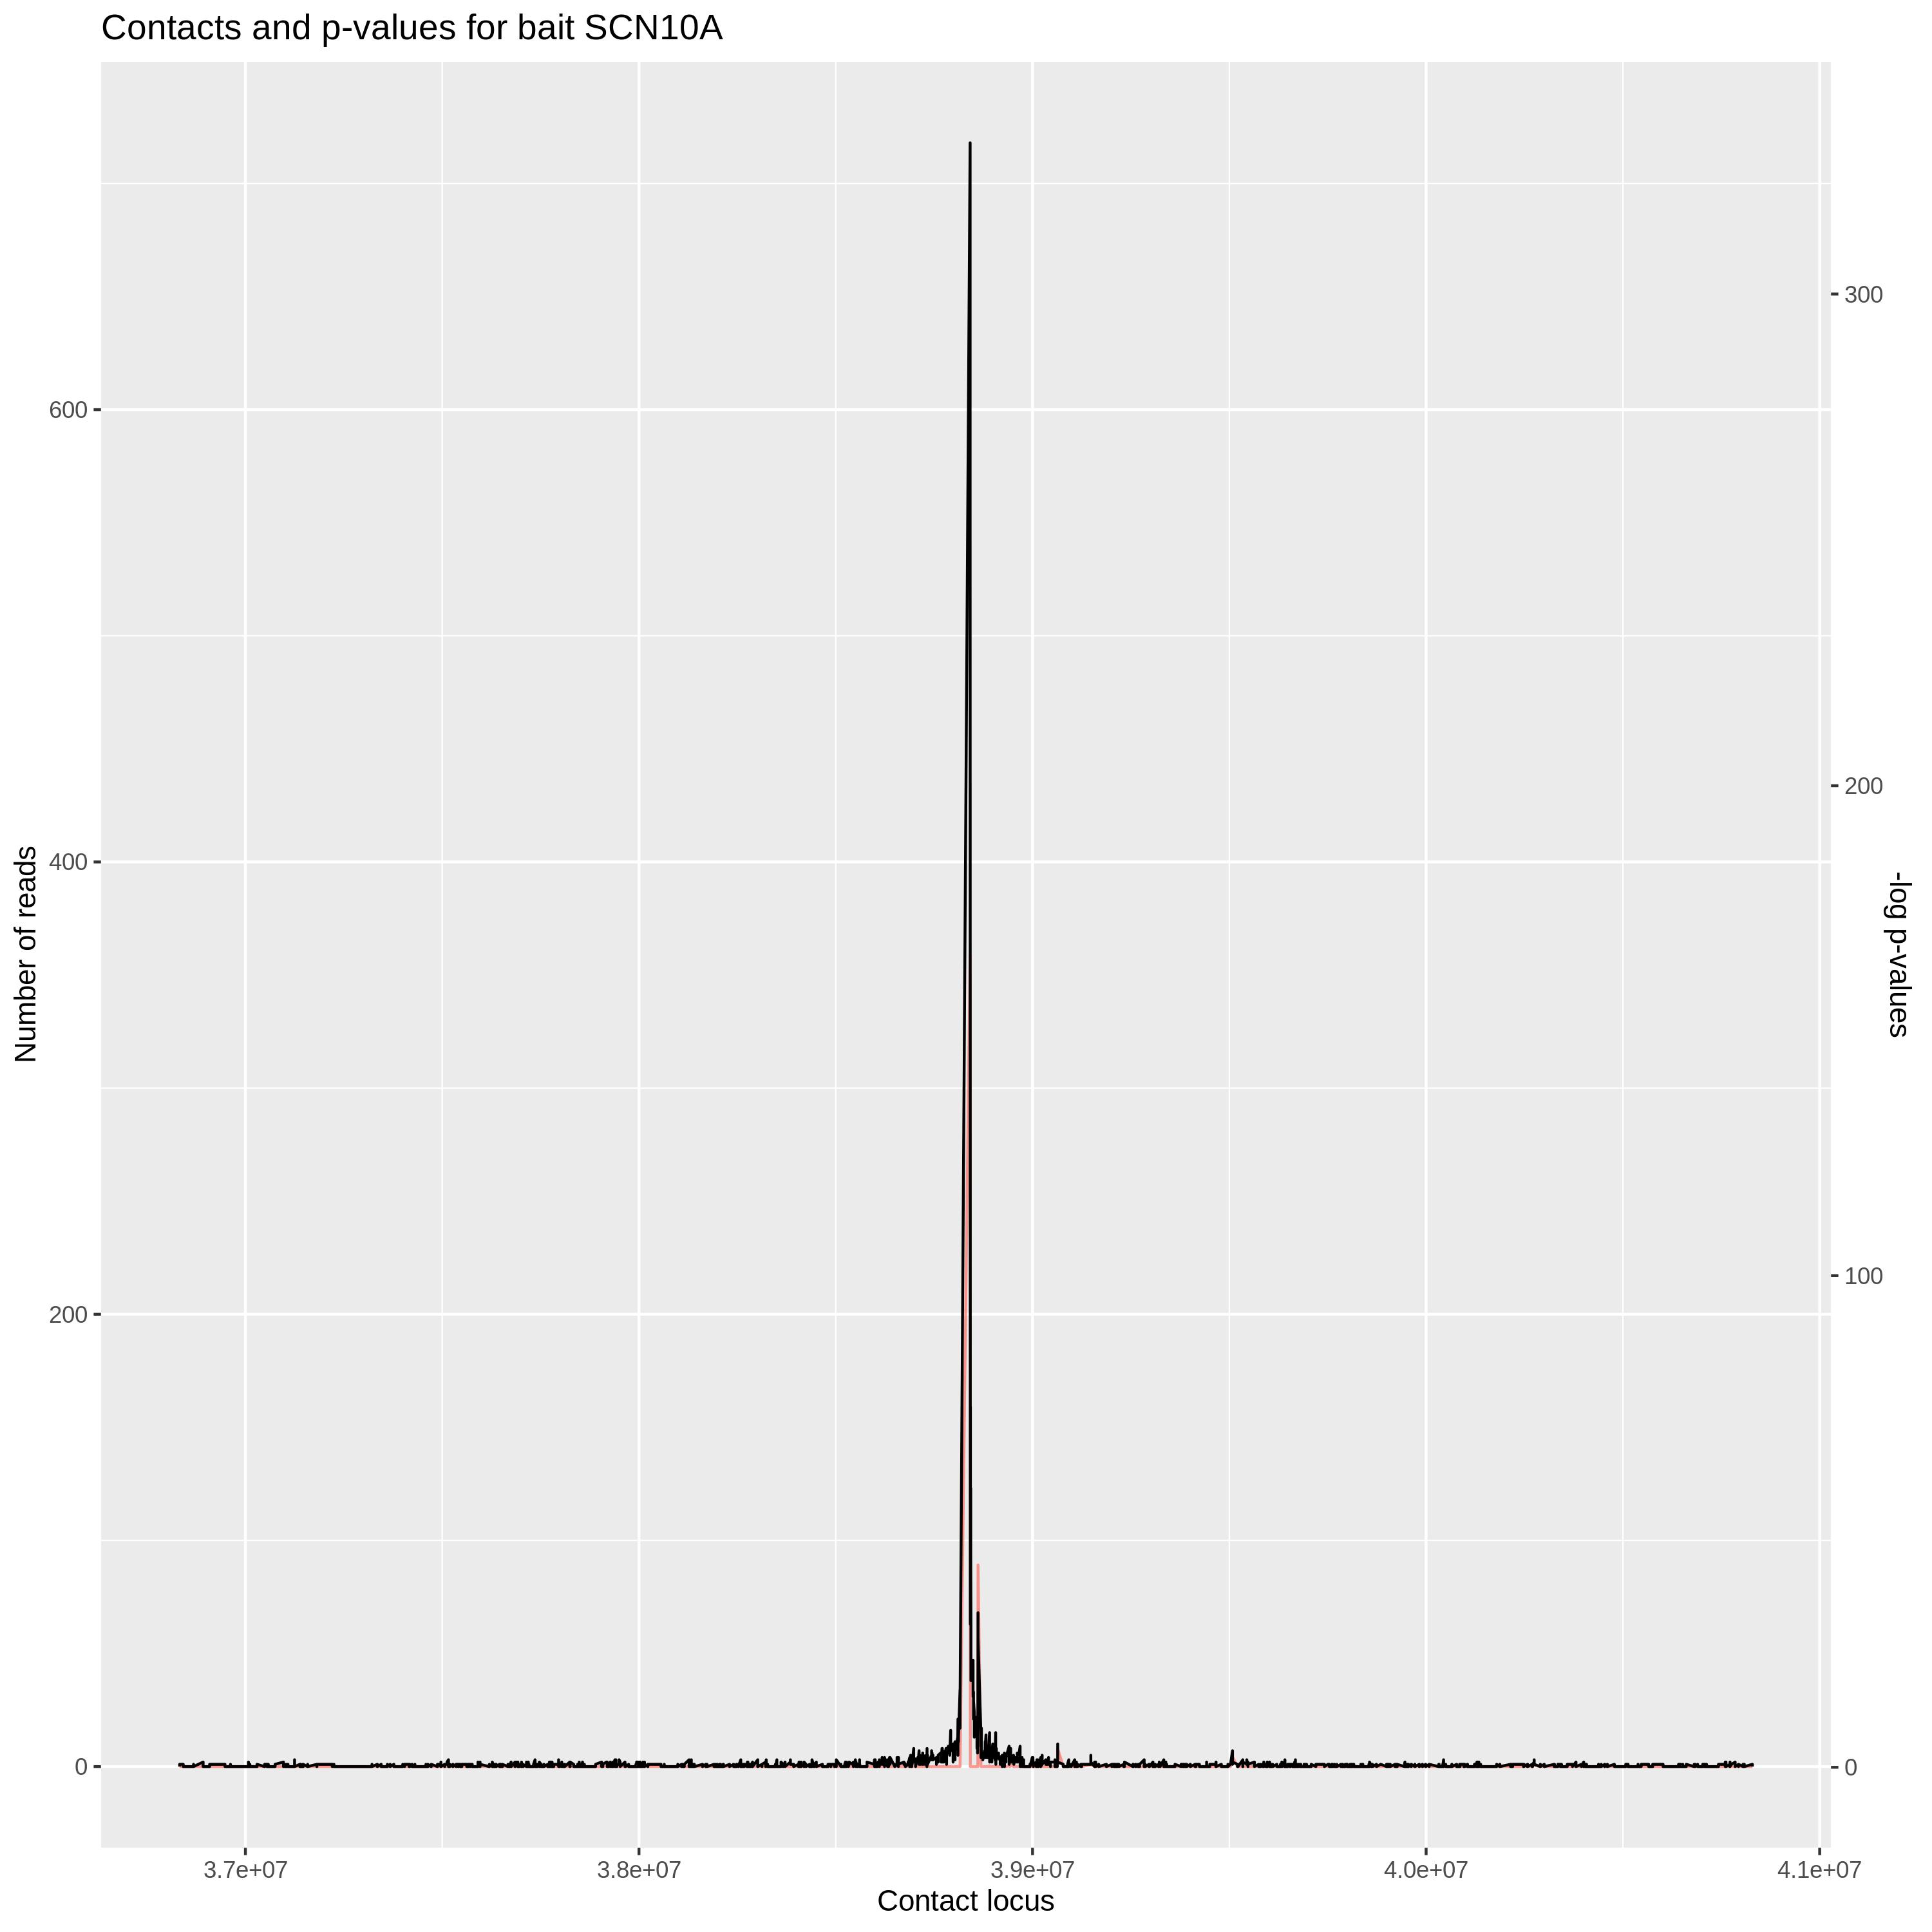 Contacts and p-values for bait SCN10A
Number of reads
600
400
200
0
300
200
100
0
-log p-values
3.7e+07 3.8e+07 3.9e+07 4.0e+07 4.1e+07
Contact locus